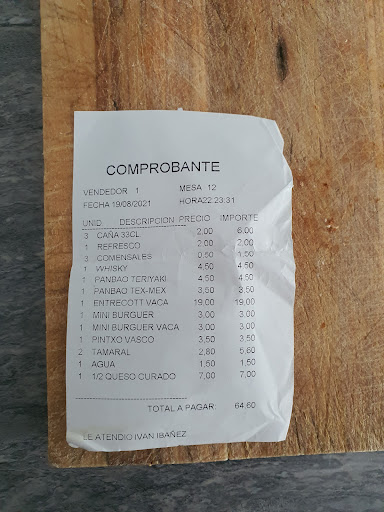 COMPROBANTE
VENDEDOR 1 MESA 12
FECHA 19/08/2021 HORA22:23:31
UNID DESCRIPCION PRECIO IMPORTE
3 CAÑA 33CL 2,00 6,00
1 REFRESCO 2,00 2,00
3 COMENSALES 0,50 1,50
1 WHISKY 4,50 4,50
1 PANBAO TERIYAKI 4,50 4,50
1 PANBAO TEX-MEX 3,50 3,50
1 ENTRECOTT VACA 19,00 19,00
1 MINI BURGUER 3,00 3,00
1 MINI BURGUER VACA 3,00 3,00
1 PINTXO VASCO 3,50 3,50
2 TAMARAL 2,80 5,60
1 AGUA 1,50 1,50
1 1/2 QUESO CURADO 7,00 7,00
TOTAL A PAGAR: 64,60
LE ATENDIO IVAN IBAÑEZ